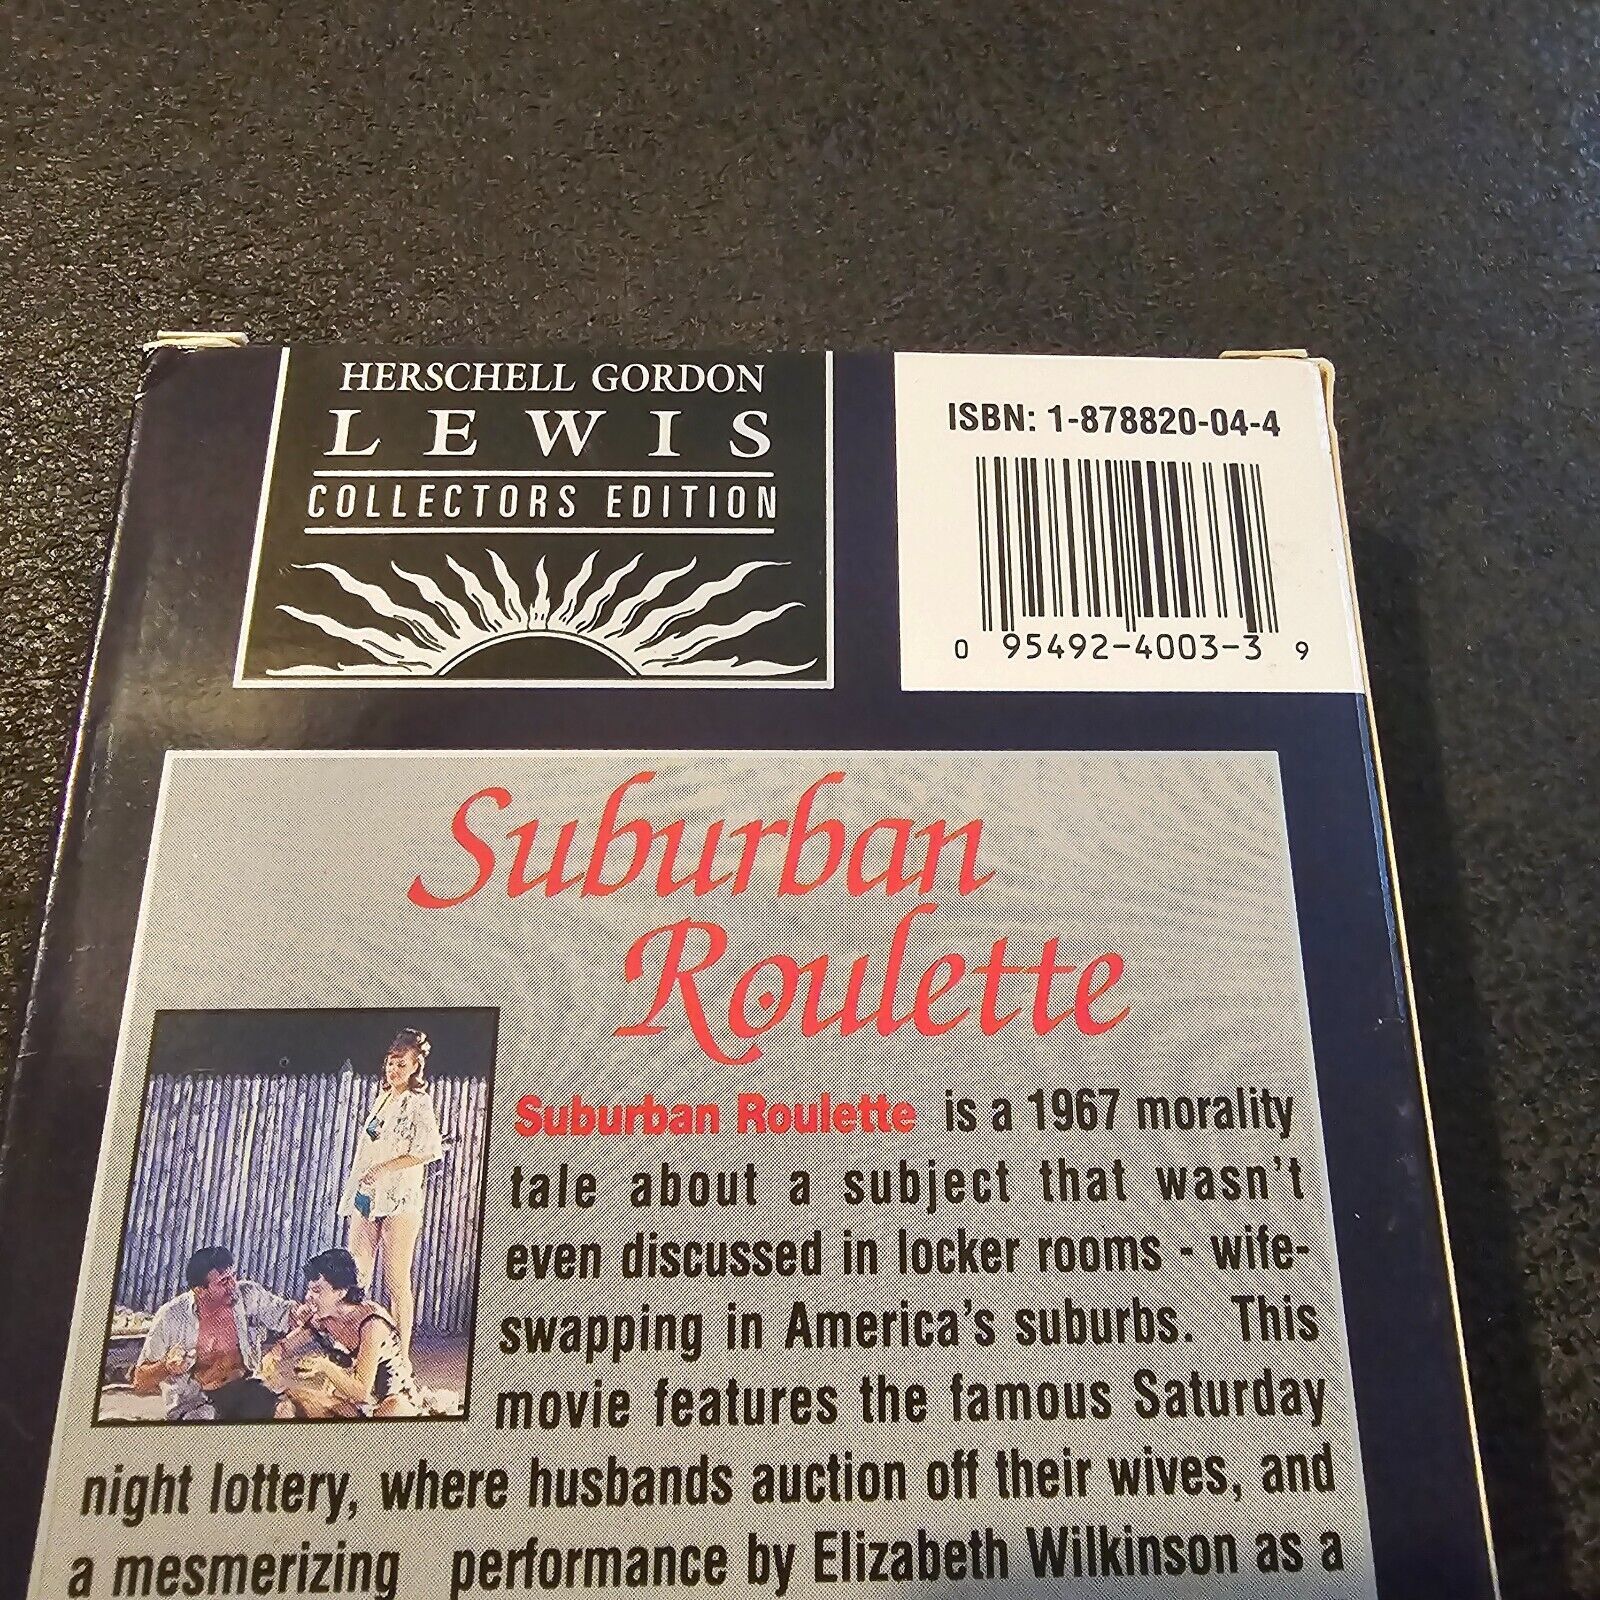 HERSCHELL GORDON
LEWIS
COLLECTORS EDITION
ISBN: 1-878820-04-4
0 95492-4003-3 9
Suburban
Roulette
Suburban Roulette is a 1967 morality
tale about a subject that wasn't
even discussed in locker rooms - wife-
swapping in America's suburbs. This
movie features the famous Saturday
night lottery, where husbands auction off their wives, and
a mesmerizing performance by Elizabeth Wilkinson as a